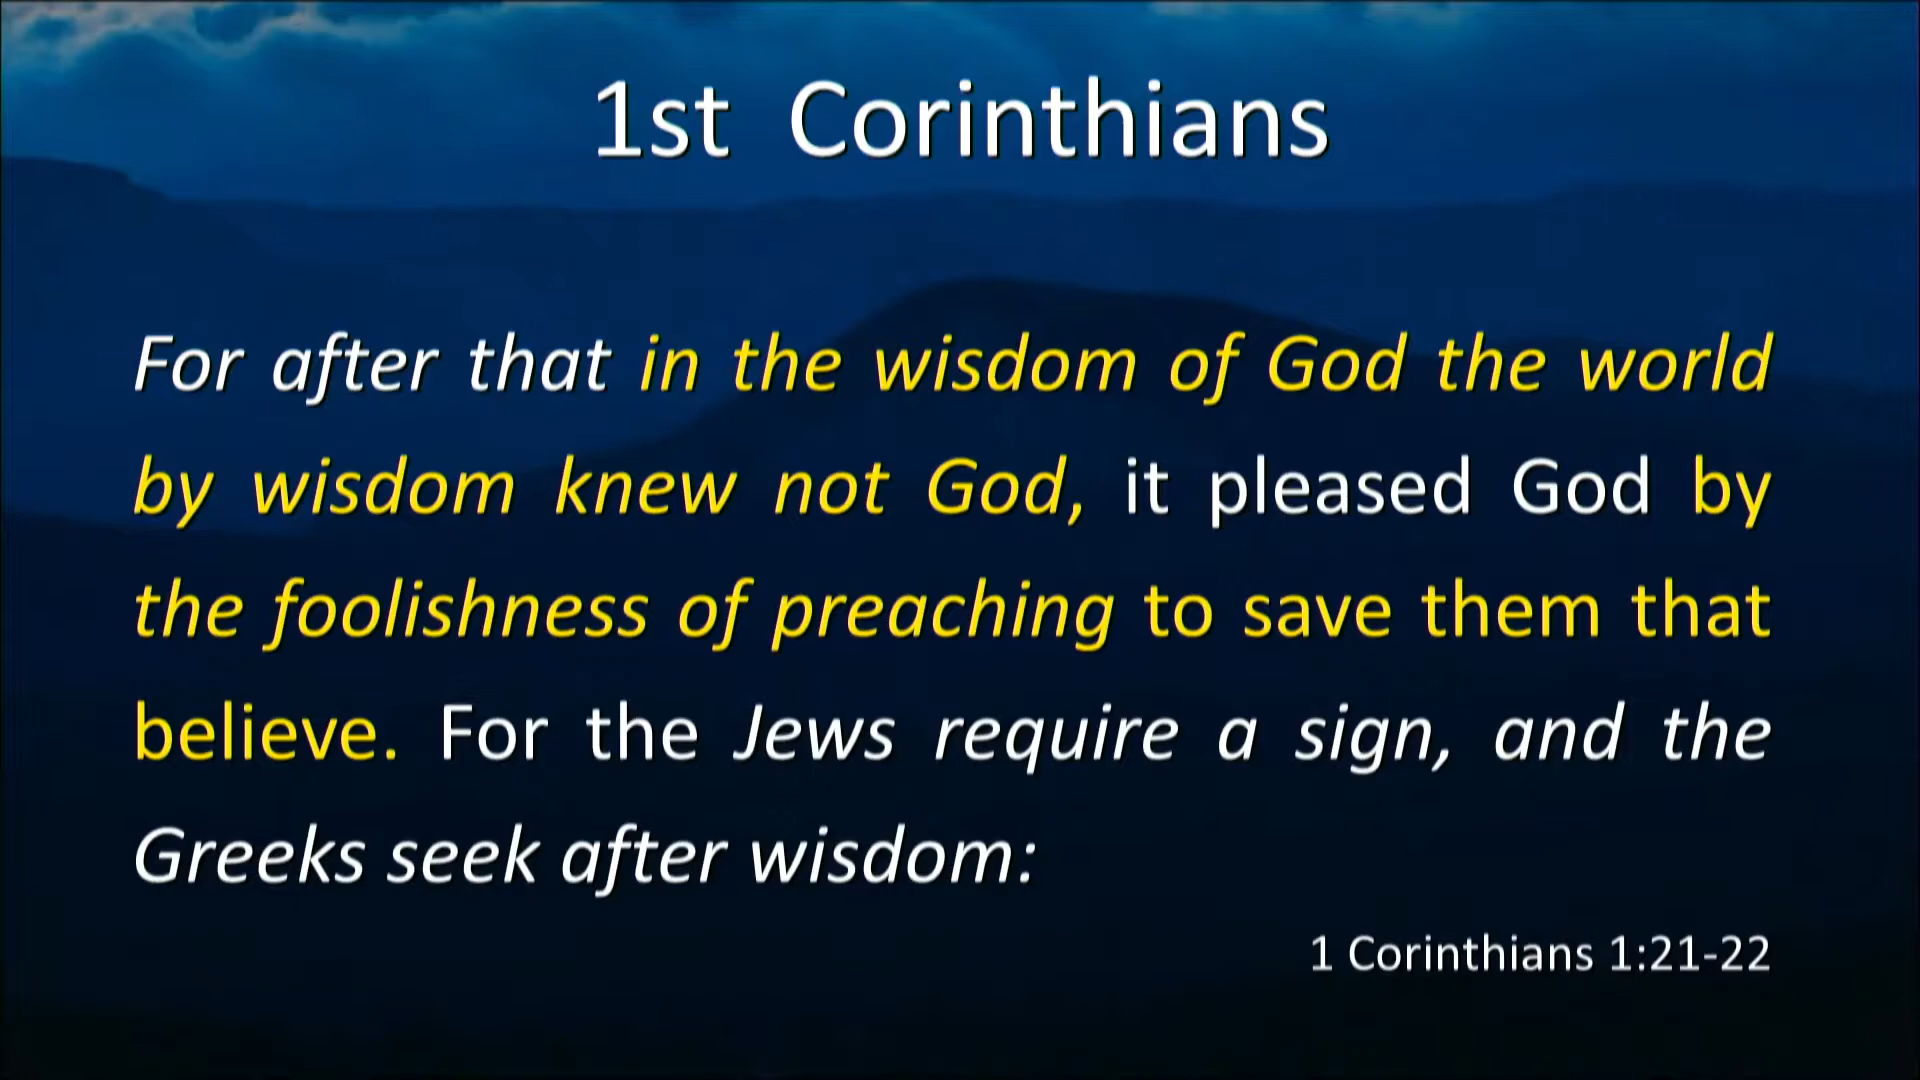 1st Corinthians
For after that in the wisdom of God the world
by wisdom knew not God, it pleased God by
the foolishness of preaching to save them that
believe. For the Jews require a sign, and the
Greeks seek after wisdom:
1 Corinthians 1:21-22